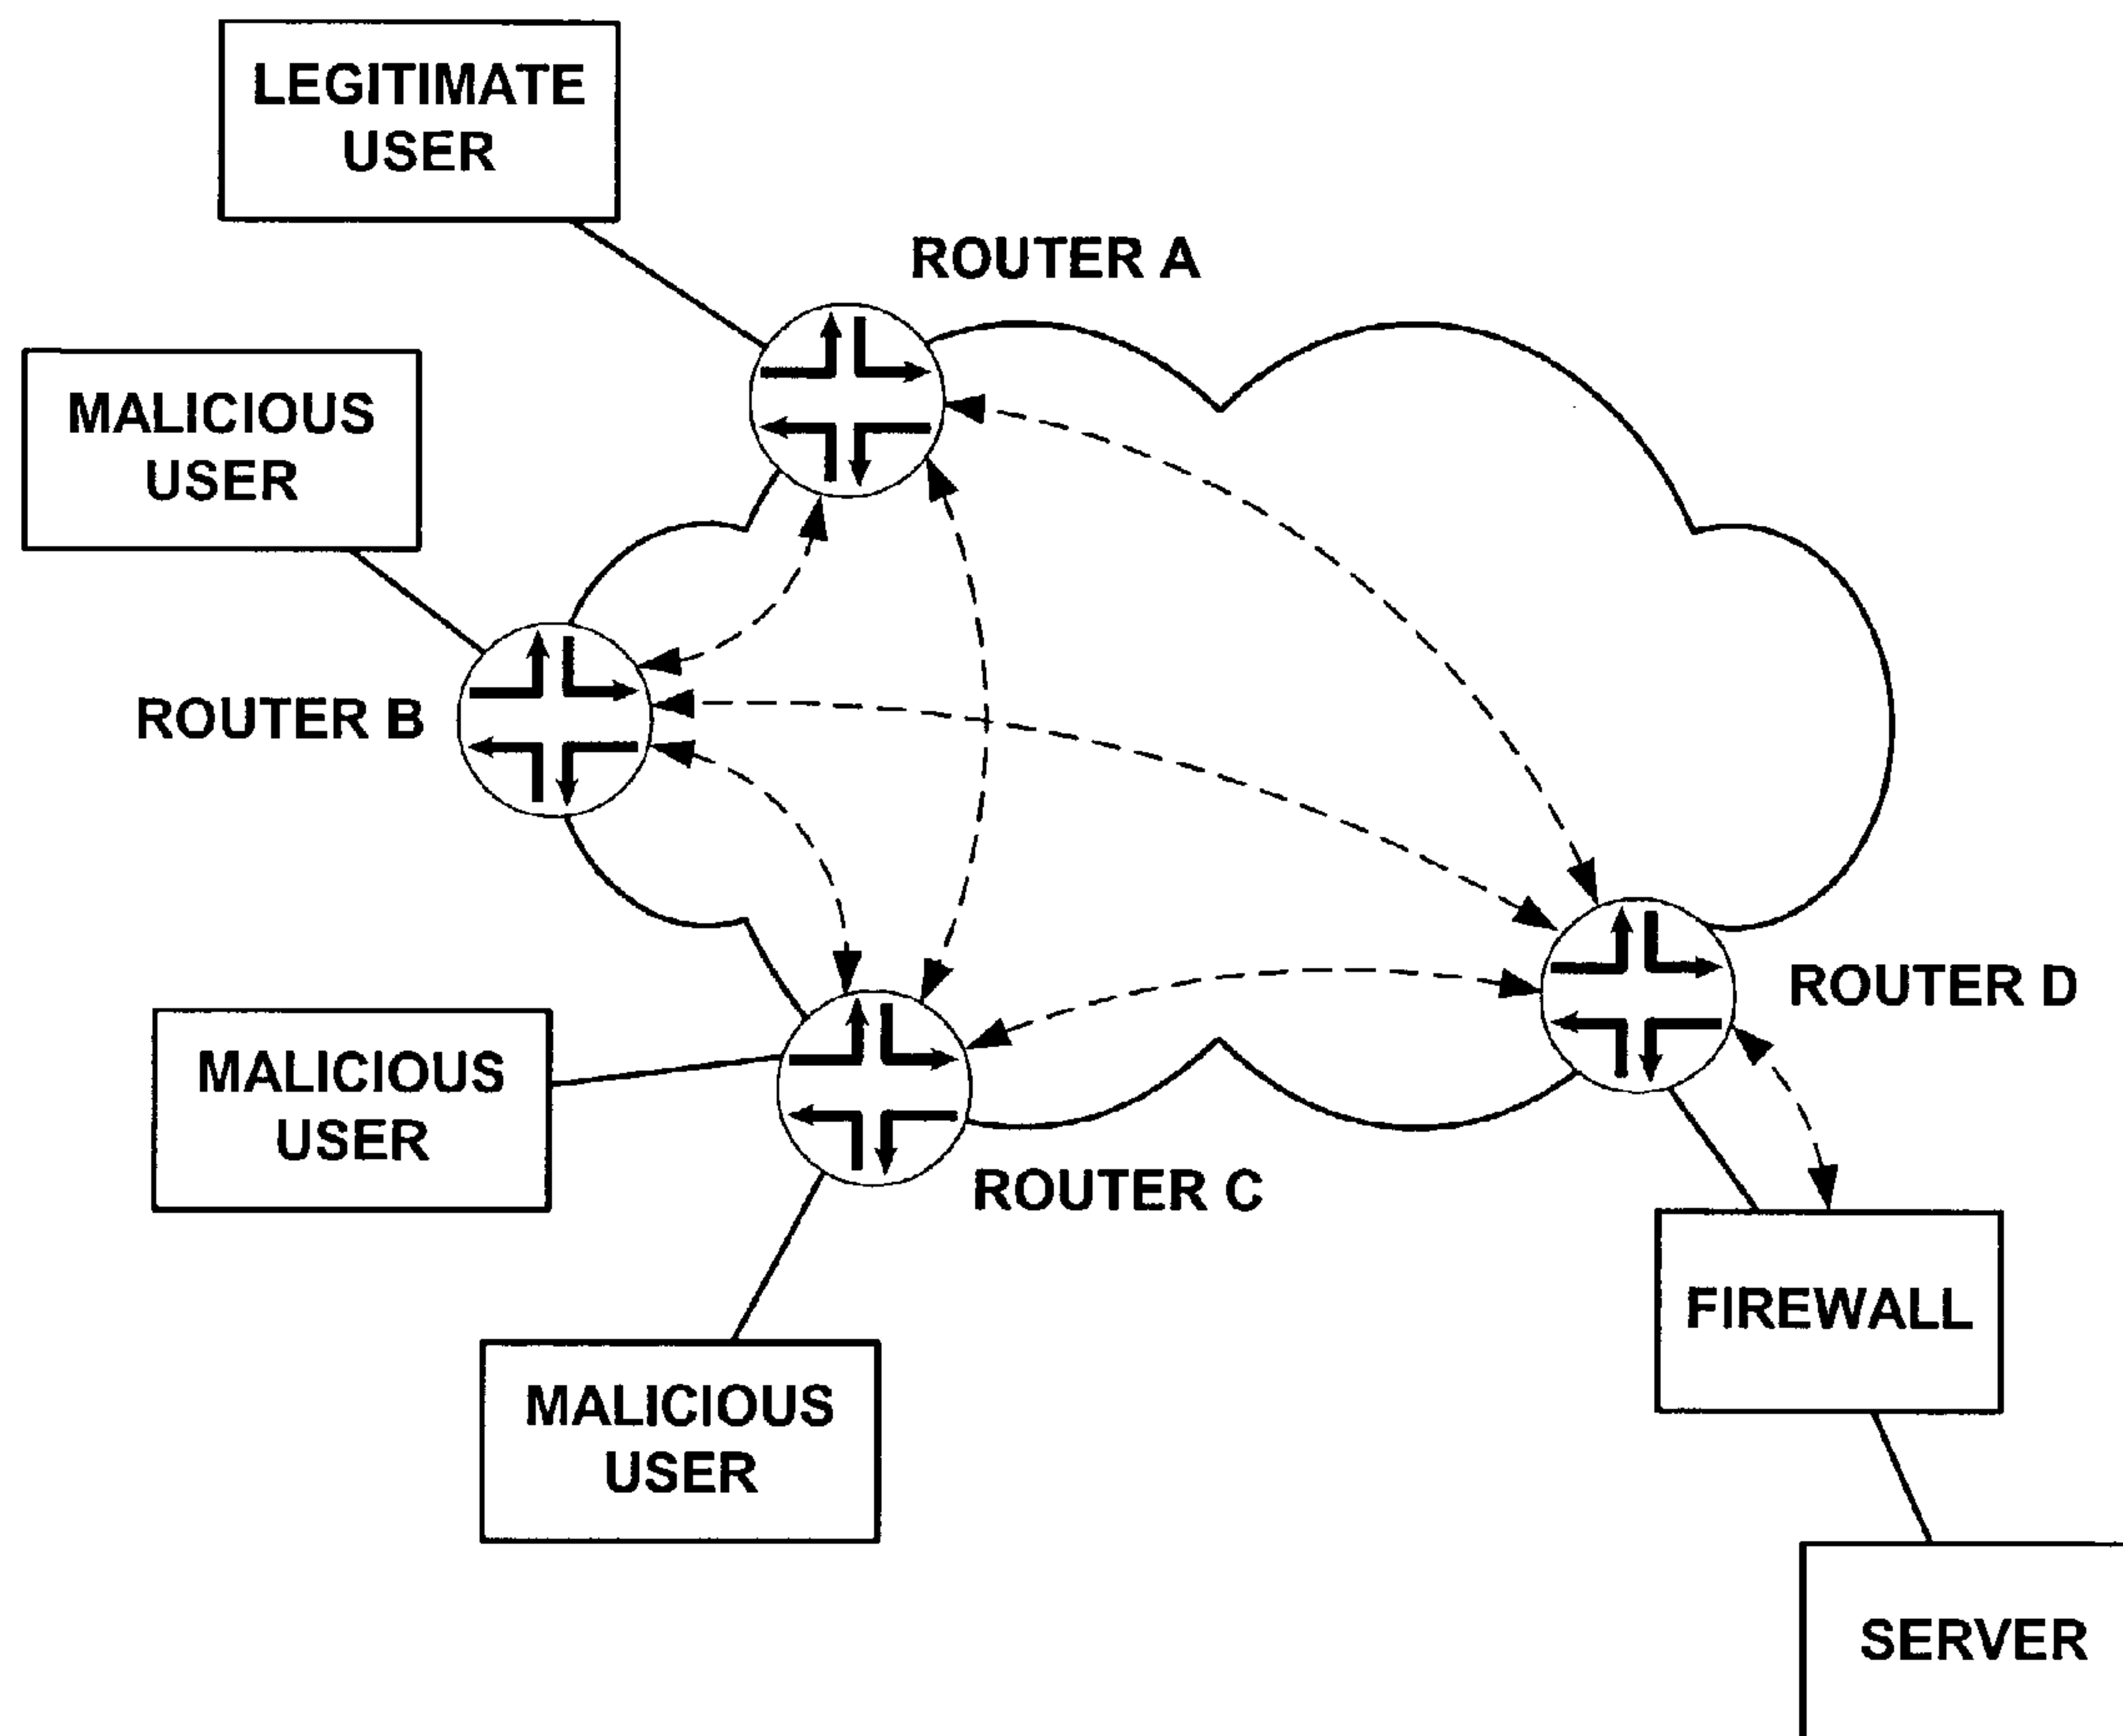 LEGITIMATE
USER
ROUTER A
MALICIOUS
USER
ROUTER B
ROUTER D
MALICIOUS
USER
ROUTER C
FIREWALL
MALICIOUS
USER
SERVER